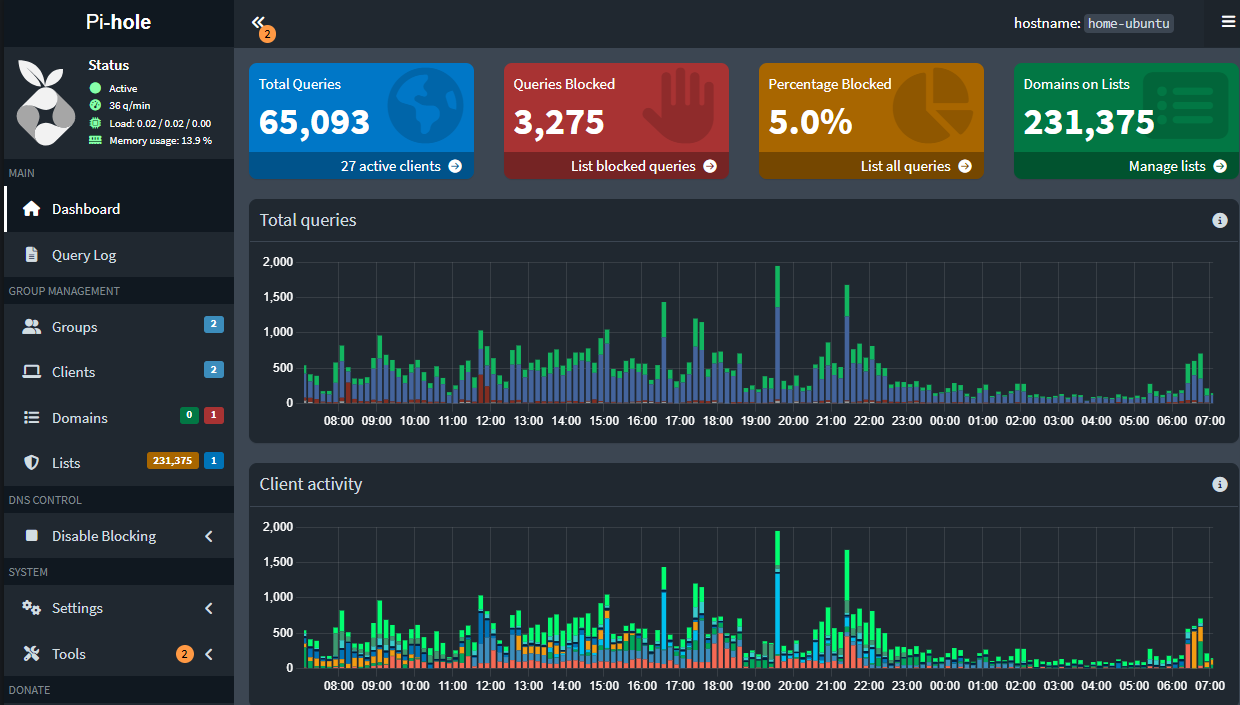 Pi-hole
2
hostname: home-ubuntu
Status
Active
36 q/min
Load: 0.02 / 0.02 / 0.00
Memory usage: 13.9 %
MAIN
Dashboard
Query Log
GROUP MANAGEMENT
Groups 2
Clients 2
Domains 0 1
Lists 231,375 1
DNS CONTROL
Disable Blocking
SYSTEM
Settings
Tools 2
DONATE
Total Queries
65,093
27 active clients
Queries Blocked
3,275
List blocked queries
Percentage Blocked
5.0%
List all queries
Domains on Lists
231,375
Manage lists
Total queries
2,000
1,500
1,000
500
0
08:00 09:00 10:00 11:00 12:00 13:00 14:00 15:00 16:00 17:00 18:00 19:00 20:00 21:00 22:00 23:00 00:00 01:00 02:00 03:00 04:00 05:00 06:00 07:00
Client activity
2,000
1,500
1,000
500
0
08:00 09:00 10:00 11:00 12:00 13:00 14:00 15:00 16:00 17:00 18:00 19:00 20:00 21:00 22:00 23:00 00:00 01:00 02:00 03:00 04:00 05:00 06:00 07:00